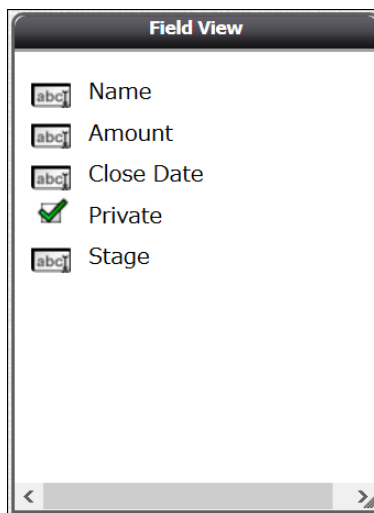 Field View
abc Name
abc Amount
abc Close Date
Private
abc Stage